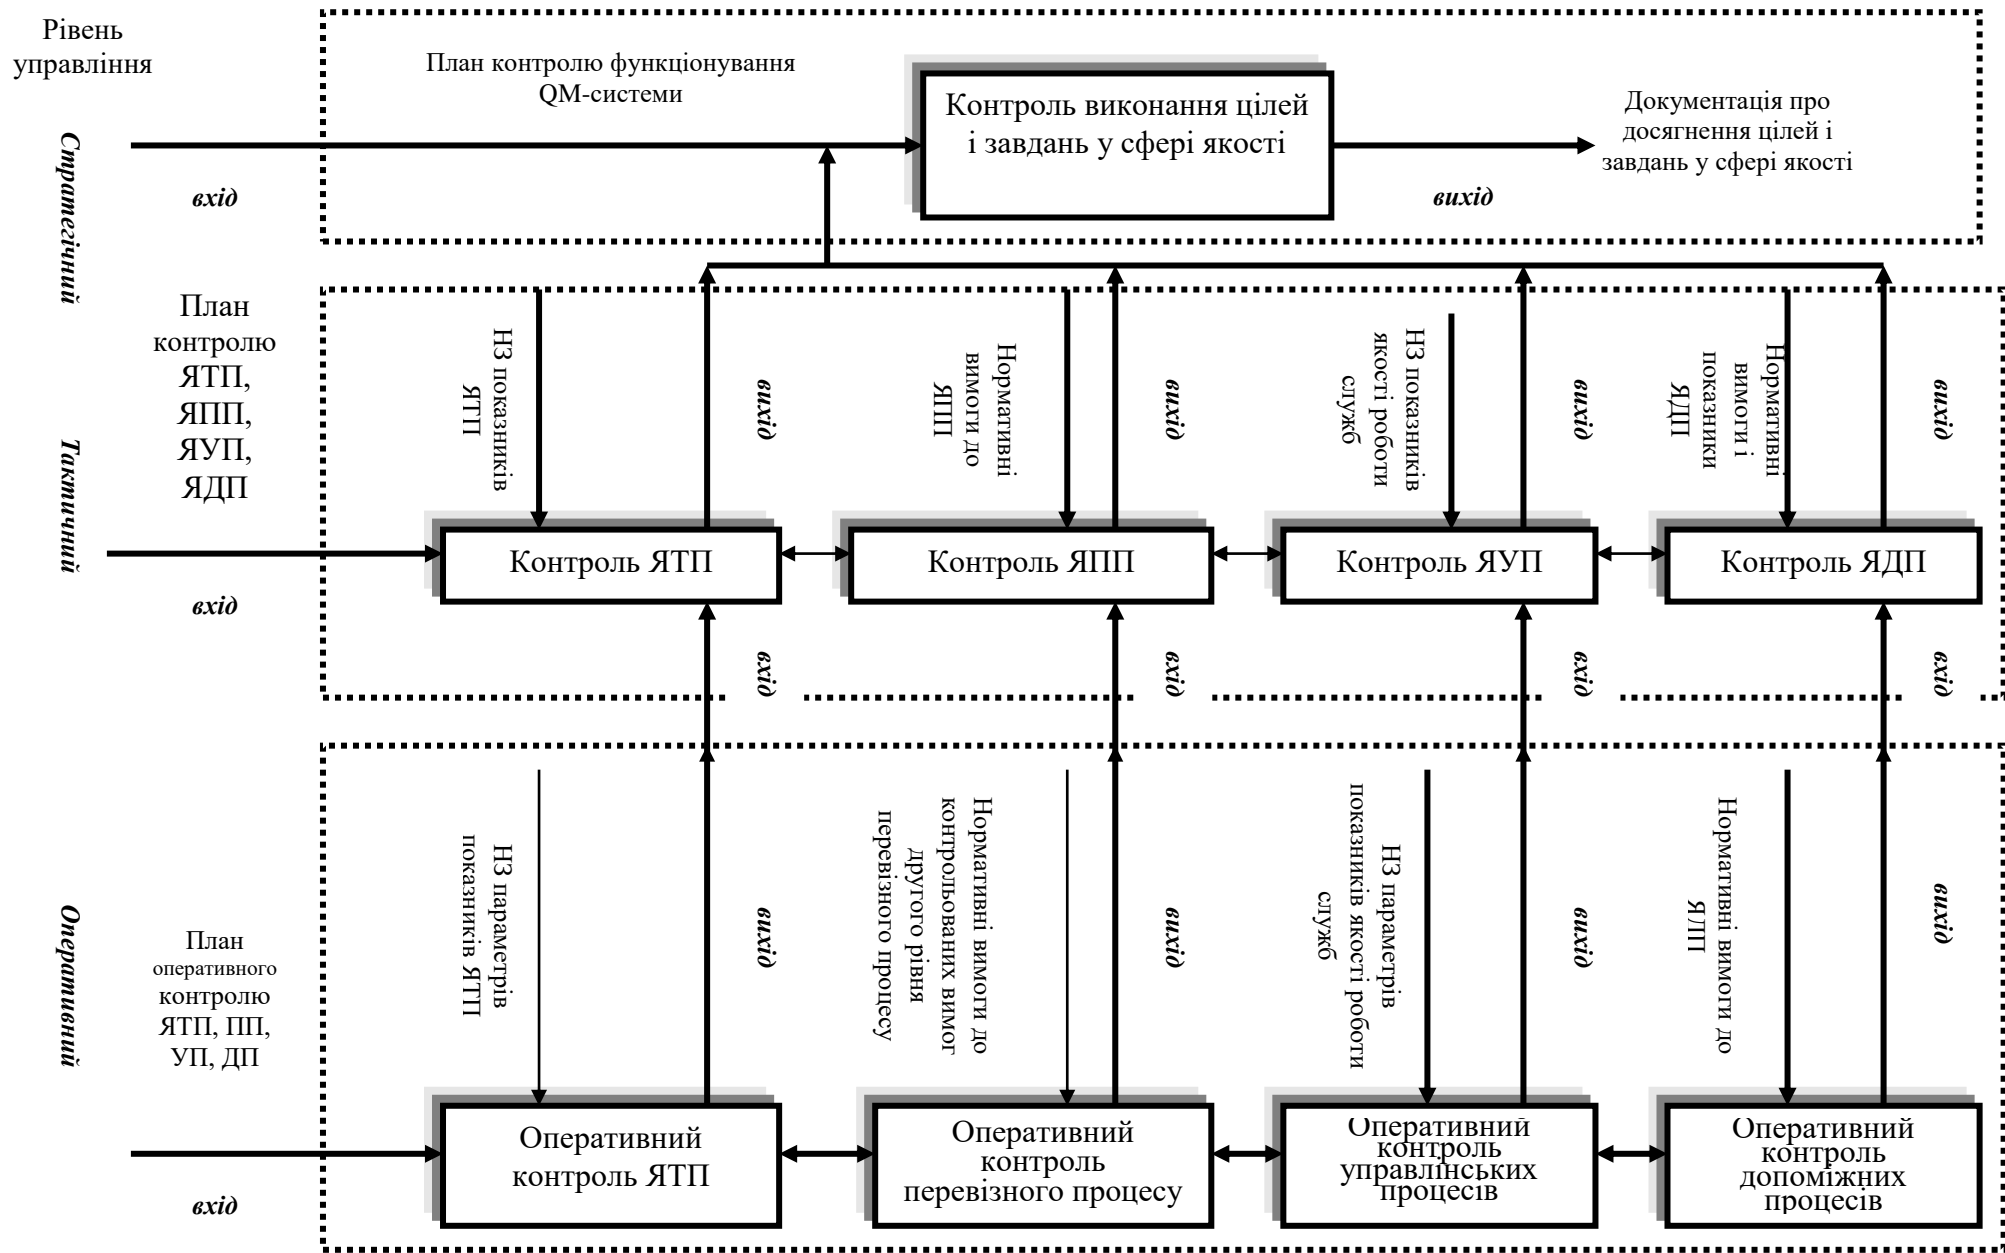 Рівень
управління
План контролю функціонування
QM-системи
Контроль виконання цілей
і завдань у сфері якості
Документація про
досягнення цілей і
завдань у сфері якості
Стратегічний
вхід
вихід
План
контролю
ЯТП,
ЯПП,
ЯУП,
ЯДП
Тактичний
НЗ показників
ЯТП
вихід
Нормативні
вимоги до
ЯПП
вихід
НЗ показників
якості роботи
служб
вихід
Нормативні
вимоги і
показники
ЯДП
вихід
Контроль ЯТП
Контроль ЯПП
Контроль ЯУП
Контроль ЯДП
вхід
вхід
вхід
вхід
вхід
Оперативний
План
оперативного
контролю
ЯТП, ПП,
УП, ДП
НЗ параметрів
показників ЯТП
вихід
Нормативні вимоги до
контрольованих вимог
другого рівня
перевізного процесу
вихід
НЗ параметрів
показників якості роботи
служб
вихід
Нормативні вимоги до
вихід
Оперативний
контроль ЯТП
Оперативний
контроль
перевізного процесу
Оперативний
контроль
управлінських
процесів
Оперативний
контроль
допоміжних
процесів
вхід